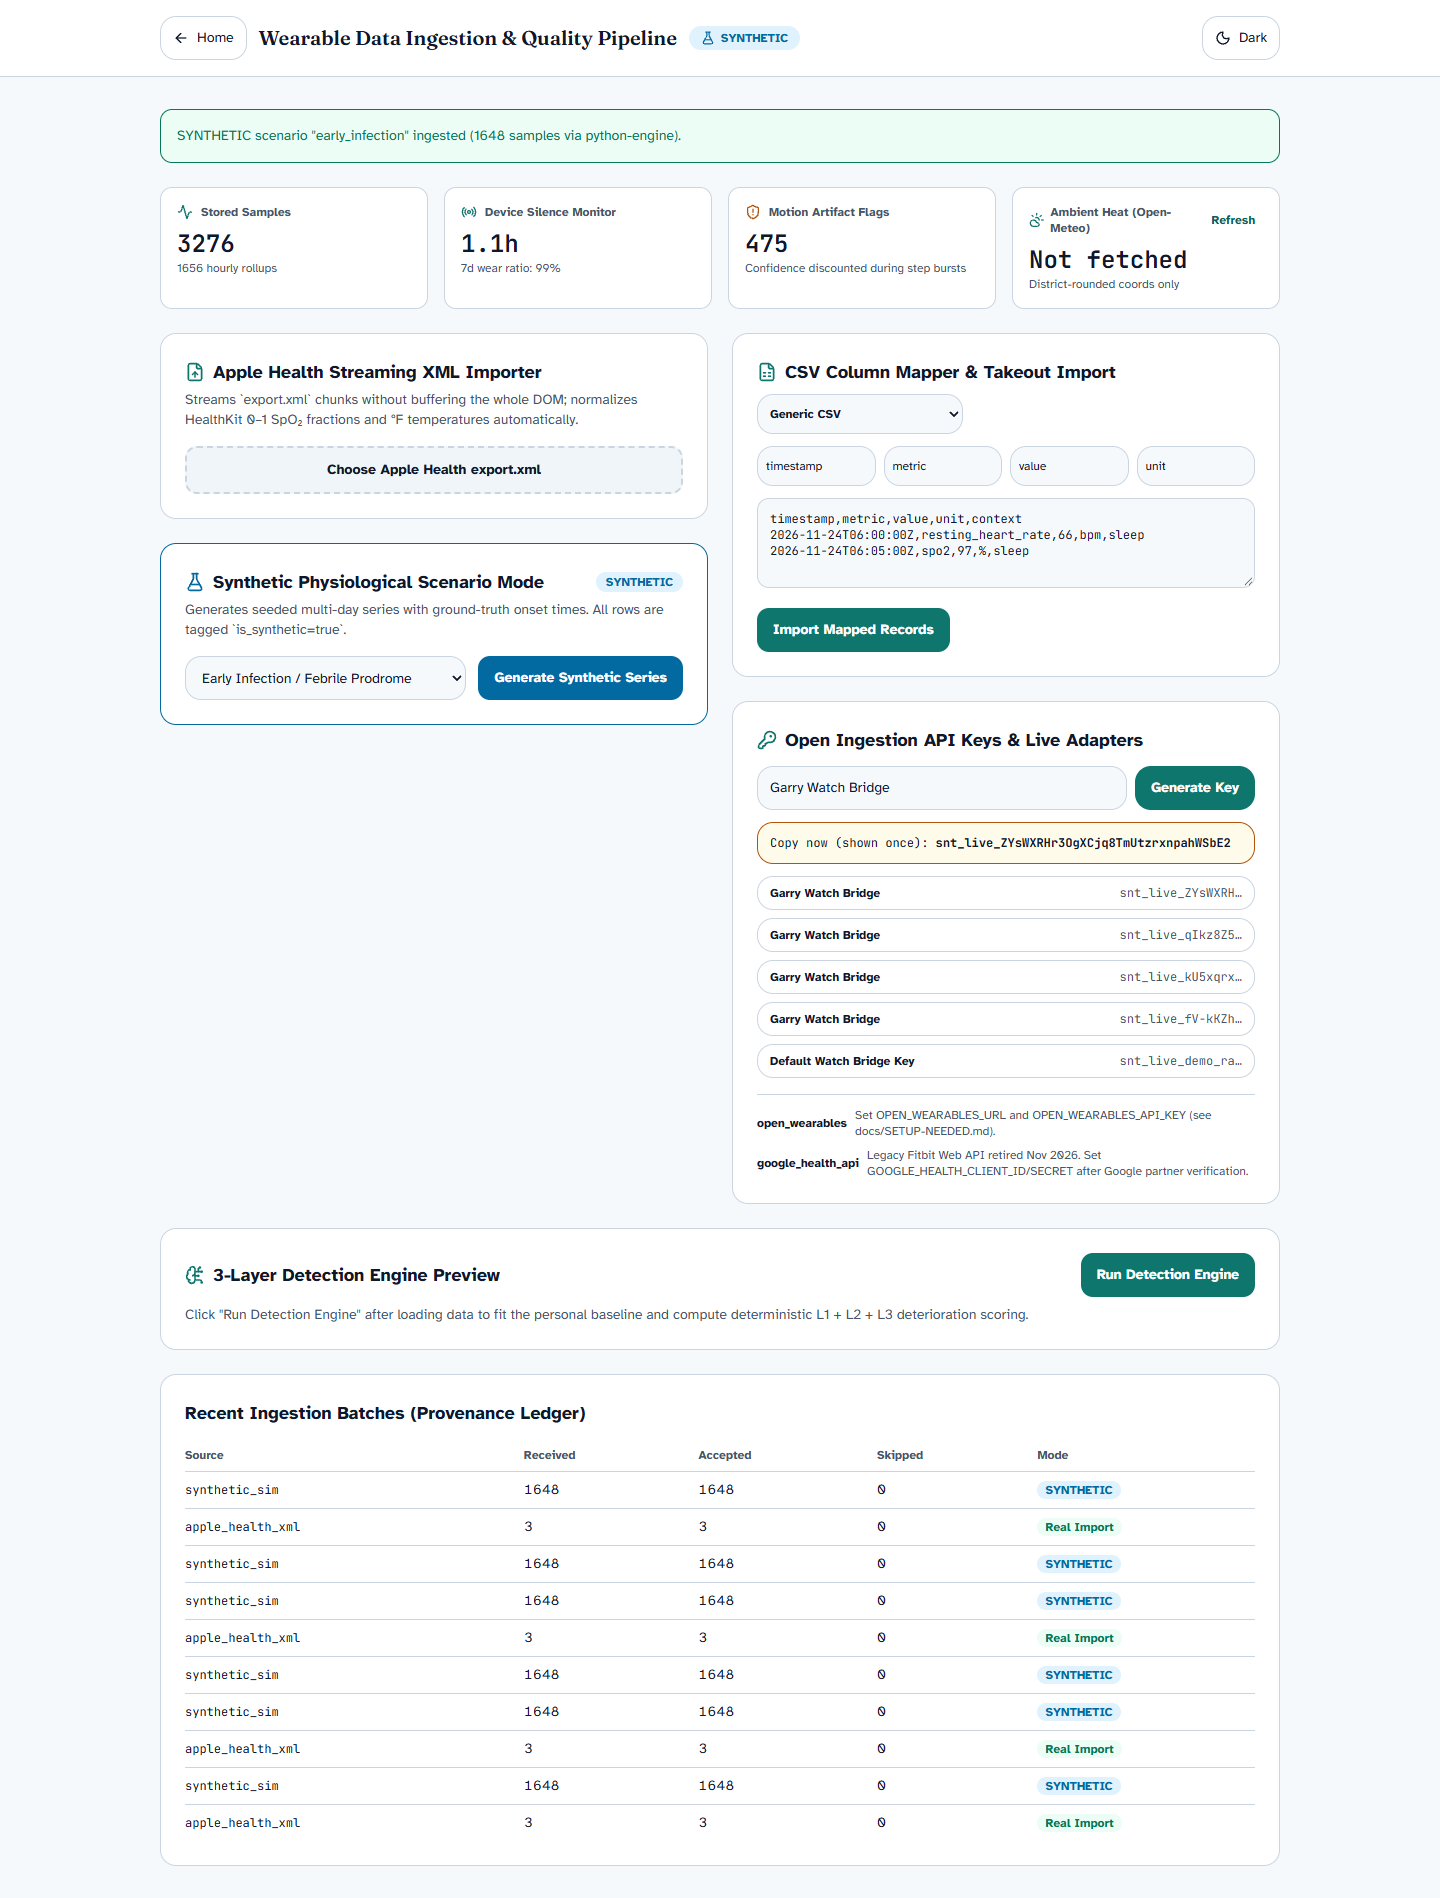 Home
Wearable Data Ingestion & Quality Pipeline
SYNTHETIC
Dark
SYNTHETIC scenario "early_infection" ingested (1648 samples via python-engine).
Stored Samples
3276
1656 hourly rollups
Device Silence Monitor
1.1h
7d wear ratio: 99%
Motion Artifact Flags
475
Confidence discounted during step bursts
Ambient Heat (Open-
Meteo)
Refresh
Not fetched
District-rounded coords only
Apple Health Streaming XML Importer
Streams `export.xml` chunks without buffering the whole DOM; normalizes
HealthKit 0–1 SpO₂ fractions and °F temperatures automatically.
Choose Apple Health export.xml
Synthetic Physiological Scenario Mode
SYNTHETIC
Generates seeded multi-day series with ground-truth onset times. All rows are
tagged `is_synthetic=true`.
Early Infection / Febrile Prodrome
Generate Synthetic Series
CSV Column Mapper & Takeout Import
Generic CSV
timestamp metric value unit
timestamp,metric,value,unit,context
2026-11-24T06:00:00Z,resting_heart_rate,66,bpm,sleep
2026-11-24T06:05:00Z,spo2,97,%,sleep
Import Mapped Records
Open Ingestion API Keys & Live Adapters
Garry Watch Bridge
Generate Key
Copy now (shown once): snt_live_ZYsWXRHr3OgXCjq8TmUtzrxnpahWSbE2
Garry Watch Bridge snt_live_ZYsWXRH…
Garry Watch Bridge snt_live_qIkz8Z5…
Garry Watch Bridge snt_live_kU5xqrx…
Garry Watch Bridge snt_live_fV-kKZh…
Default Watch Bridge Key snt_live_demo_ra…
open_wearables
Set OPEN_WEARABLES_URL and OPEN_WEARABLES_API_KEY (see
docs/SETUP-NEEDED.md).
google_health_api
Legacy Fitbit Web API retired Nov 2026. Set
GOOGLE_HEALTH_CLIENT_ID/SECRET after Google partner verification.
3-Layer Detection Engine Preview
Run Detection Engine
Click "Run Detection Engine" after loading data to fit the personal baseline and compute deterministic L1 + L2 + L3 deterioration scoring.
Recent Ingestion Batches (Provenance Ledger)
Source Received Accepted Skipped Mode
synthetic_sim 1648 1648 0 SYNTHETIC
apple_health_xml 3 3 0 Real Import
synthetic_sim 1648 1648 0 SYNTHETIC
synthetic_sim 1648 1648 0 SYNTHETIC
apple_health_xml 3 3 0 Real Import
synthetic_sim 1648 1648 0 SYNTHETIC
synthetic_sim 1648 1648 0 SYNTHETIC
apple_health_xml 3 3 0 Real Import
synthetic_sim 1648 1648 0 SYNTHETIC
apple_health_xml 3 3 0 Real Import